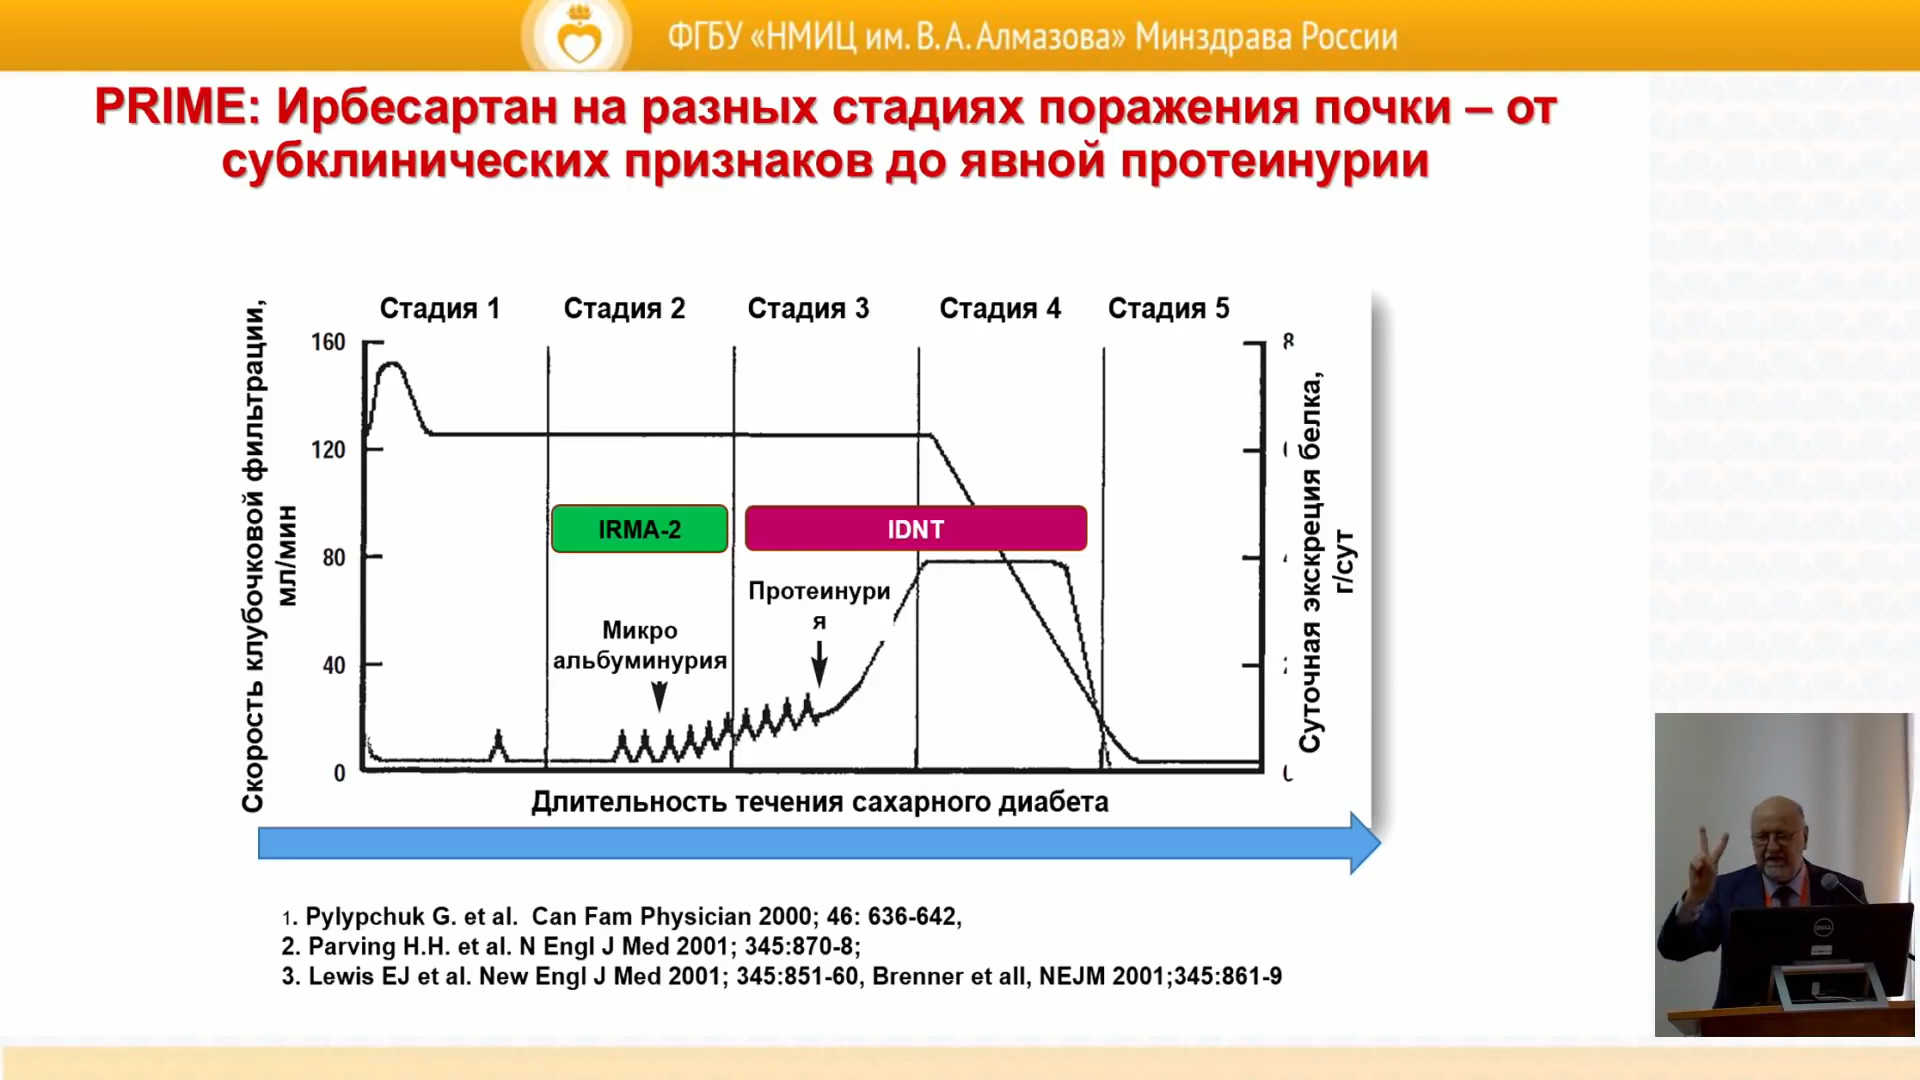 ФГБУ «НМИЦ им. В. А. Алмазова» Минздрава России
PRIME: Ирбесартан на разных стадиях поражения почки – от
субклинических признаков до явной протеинурии
Стадия 1
Стадия 2
Стадия 3
Стадия 4
Стадия 5
Скорость клубочковой фильтрации,
мл/мин
160
120
80
40
0
8
Суточная экскреция белка,
г/сут
IRMA-2
IDNT
Протеинури
я
Микро
альбуминурия
Длительность течения сахарного диабета
1. Pylypchuk G. et al. Can Fam Physician 2000; 46: 636-642,
2. Parving H.H. et al. N Engl J Med 2001; 345:870-8;
3. Lewis EJ et al. New Engl J Med 2001; 345:851-60, Brenner et all, NEJM 2001;345:861-9
DELL